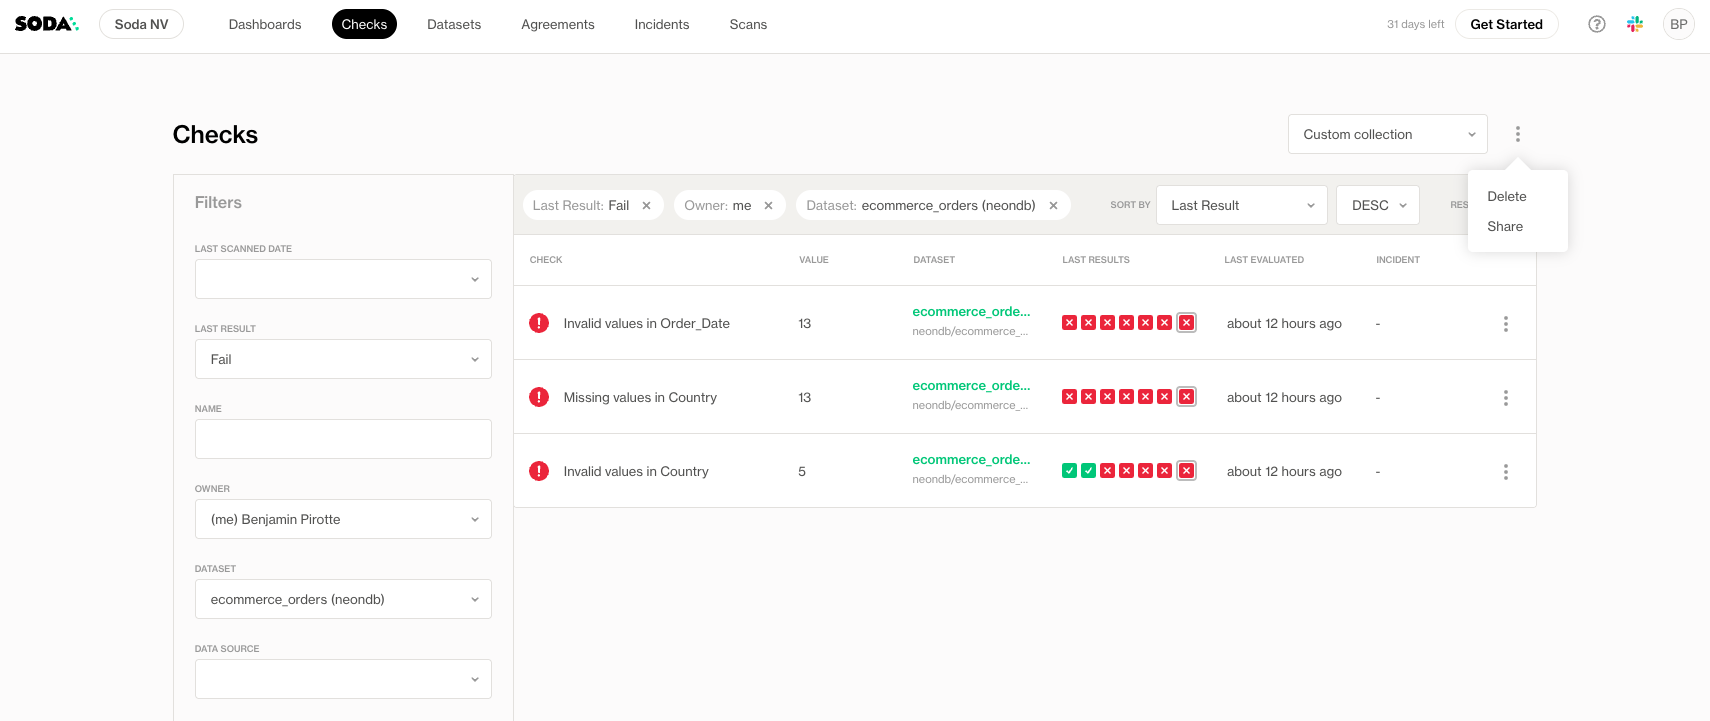 SODA
Soda NV
Dashboards
Checks
Datasets
Agreements
Incidents
Scans
31 days left
Get Started
BP
Checks
Custom collection
Delete
Share
Filters
Last Result: Fail
Owner: me
Dataset: ecommerce_orders (neondb)
SORT BY
Last Result
DESC
RES
LAST SCANNED DATE
LAST RESULT
Fail
NAME
OWNER
(me) Benjamin Pirotte
DATASET
ecommerce_orders (neondb)
DATA SOURCE
CHECK VALUE DATASET LAST RESULTS LAST EVALUATED INCIDENT
Invalid values in Order_Date 13 ecommerce_orde... about 12 hours ago -
neondb/ecommerce_...
Missing values in Country 13 ecommerce_orde... about 12 hours ago -
neondb/ecommerce_...
Invalid values in Country 5 ecommerce_orde... about 12 hours ago -
neondb/ecommerce_...